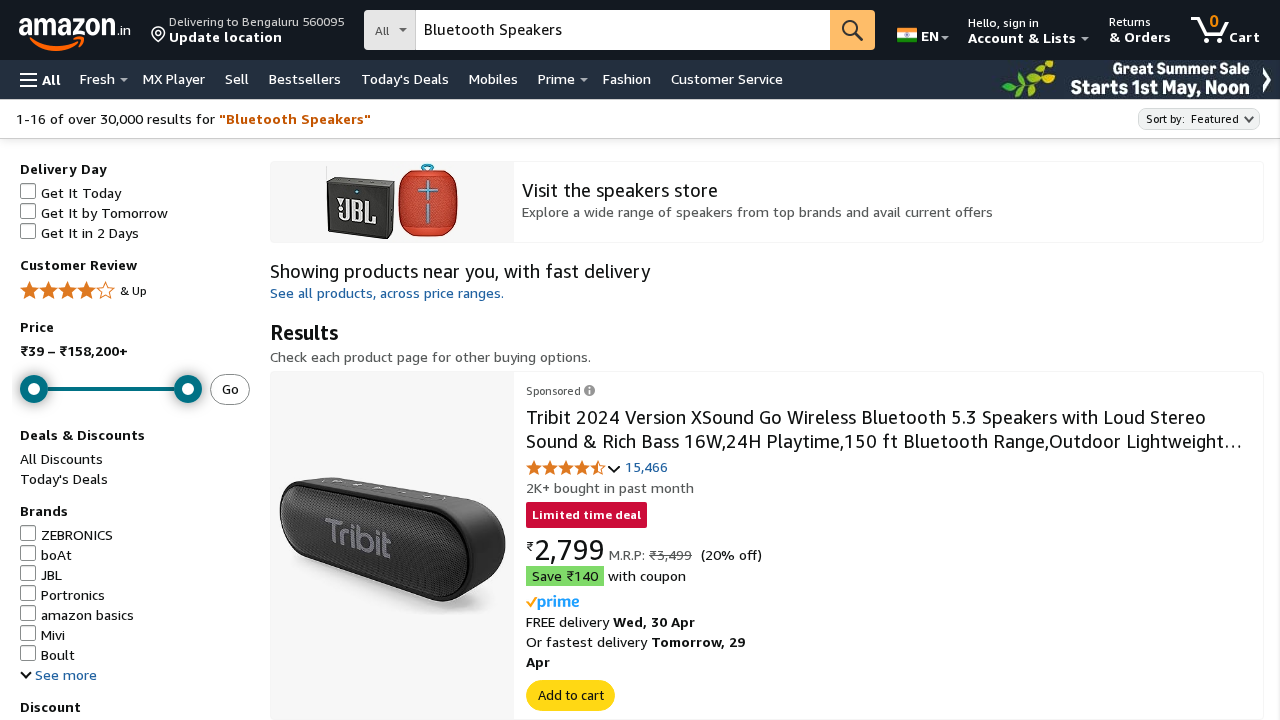 amazon.in
Delivering to Bengaluru 560095
Update location
All
Bluetooth Speakers
EN
Hello, sign in
Account & Lists
Returns
& Orders
0
Cart
All
Fresh
MX Player
Sell
Bestsellers
Today's Deals
Mobiles
Prime
Fashion
Customer Service
Great Summer Sale
Starts 1st May, Noon
1-16 of over 30,000 results for "Bluetooth Speakers"
Sort by: Featured
Delivery Day
Get It Today
Get It by Tomorrow
Get It in 2 Days
Customer Review
& Up
Price
₹39 – ₹158,200+
Go
Deals & Discounts
All Discounts
Today's Deals
Brands
ZEBRONICS
boAt
JBL
Portronics
amazon basics
Mivi
Boult
See more
Discount
JBL
Visit the speakers store
Explore a wide range of speakers from top brands and avail current offers
Showing products near you, with fast delivery
See all products, across price ranges.
Results
Check each product page for other buying options.
Tribit
Sponsored
Tribit 2024 Version XSound Go Wireless Bluetooth 5.3 Speakers with Loud Stereo
Sound & Rich Bass 16W,24H Playtime,150 ft Bluetooth Range,Outdoor Lightweight…
15,466
2K+ bought in past month
Limited time deal
₹2,799 M.R.P: ₹3,499 (20% off)
Save ₹140 with coupon
prime
FREE delivery Wed, 30 Apr
Or fastest delivery Tomorrow, 29
Apr
Add to cart